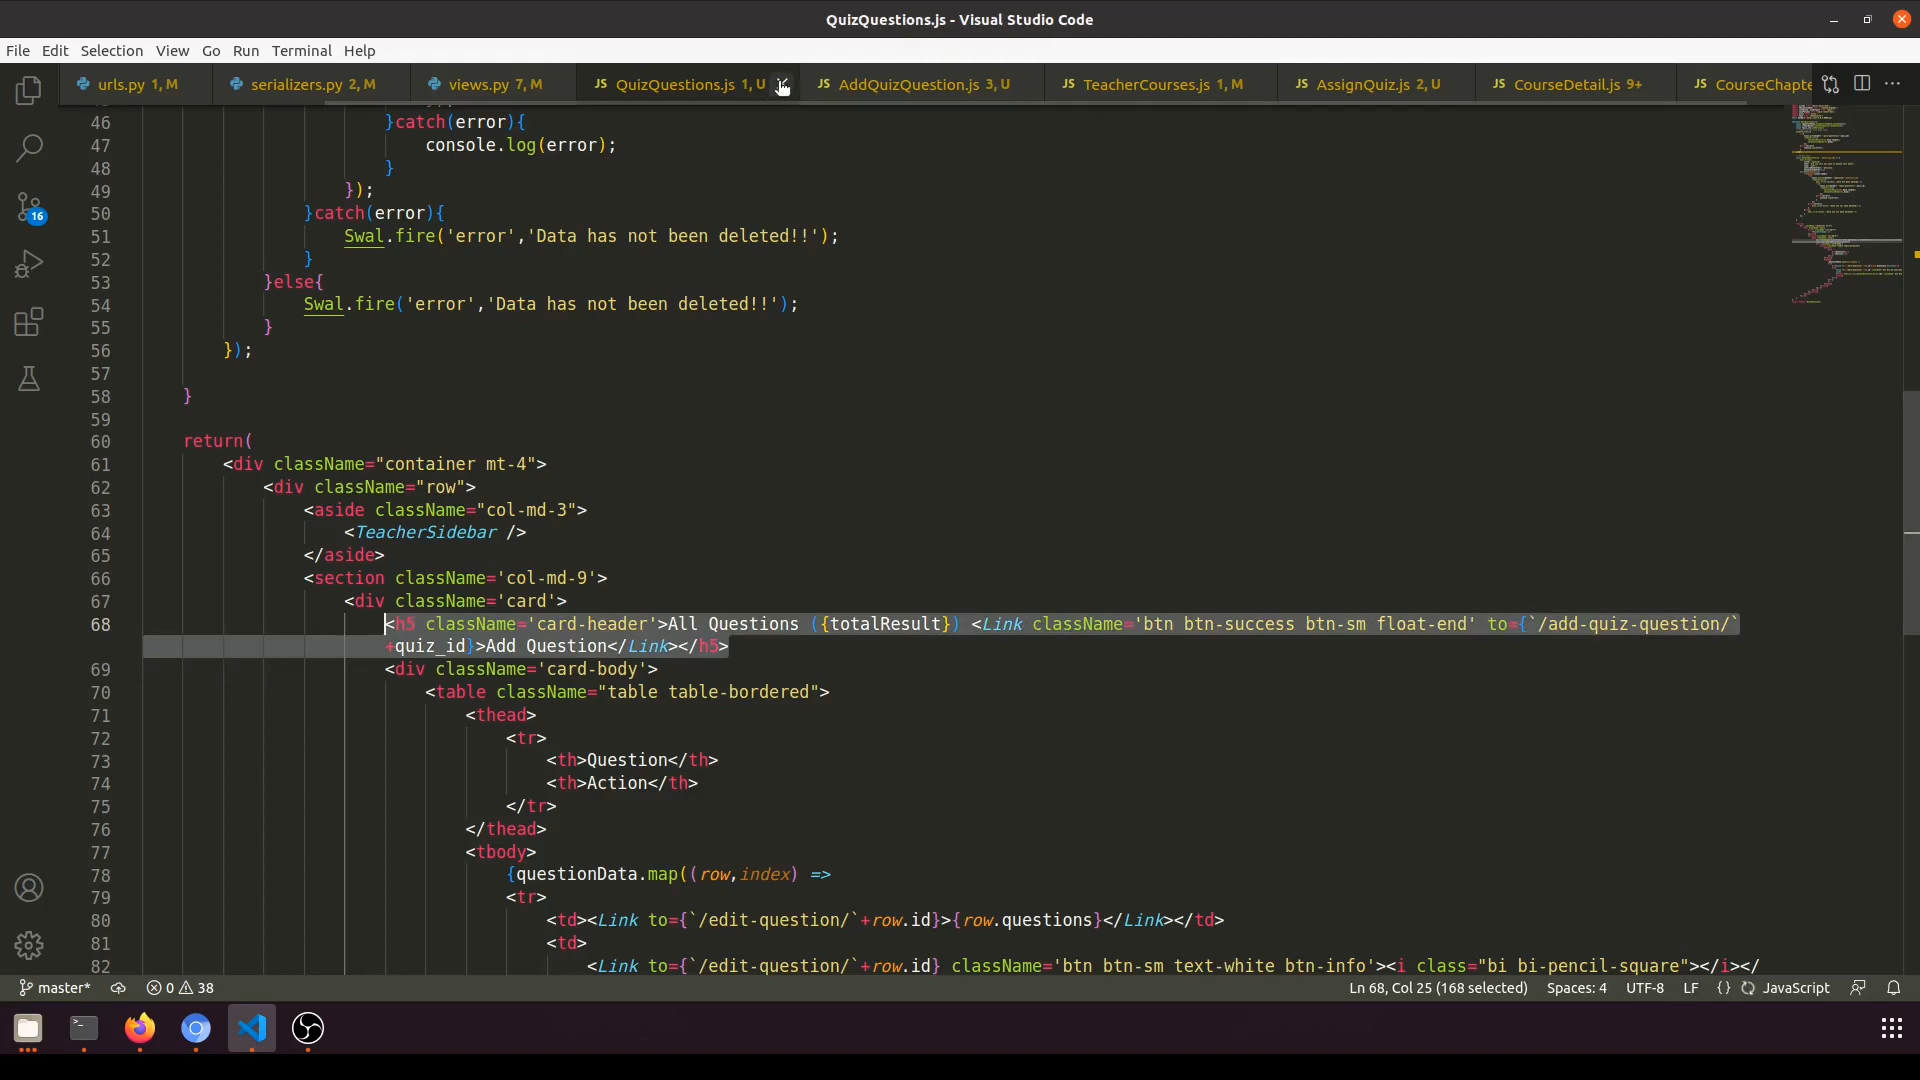 QuizQuestions.js - Visual Studio Code
File Edit Selection View Go Run Terminal Help
urls.py 1, M serializers.py 2, M views.py 7, M JS QuizQuestions.js 1, U JS AddQuizQuestion.js 3, U JS TeacherCourses.js 1, M JS AssignQuiz.js 2, U JS CourseDetail.js 9+ JS CourseChapte
46 }catch(error){
47 console.log(error);
48 }
49 });
50 }catch(error){
51 Swal.fire('error','Data has not been deleted!!');
52 }
53 }else{
54 Swal.fire('error','Data has not been deleted!!');
55 }
56 });
57
58 }
59
60 return(
61 <div className="container mt-4">
62 <div className="row">
63 <aside className="col-md-3">
64 <TeacherSidebar />
65 </aside>
66 <section className='col-md-9'>
67 <div className='card'>
68 <h5 className='card-header'>All Questions ({totalResult}) <Link className='btn btn-success btn-sm float-end' to={`/add-quiz-question/`
+quiz_id}>Add Question</Link></h5>
69 <div className='card-body'>
70 <table className="table table-bordered">
71 <thead>
72 <tr>
73 <th>Question</th>
74 <th>Action</th>
75 </tr>
76 </thead>
77 <tbody>
78 {questionData.map((row,index) =>
79 <tr>
80 <td><Link to={`/edit-question/`+row.id}>{row.questions}</Link></td>
81 <td>
82 <Link to={`/edit-question/`+row.id} className='btn btn-sm text-white btn-info'><i class="bi bi-pencil-square"></i></
16
master* 0 38 Ln 68, Col 25 (168 selected) Spaces: 4 UTF-8 LF {} JavaScript